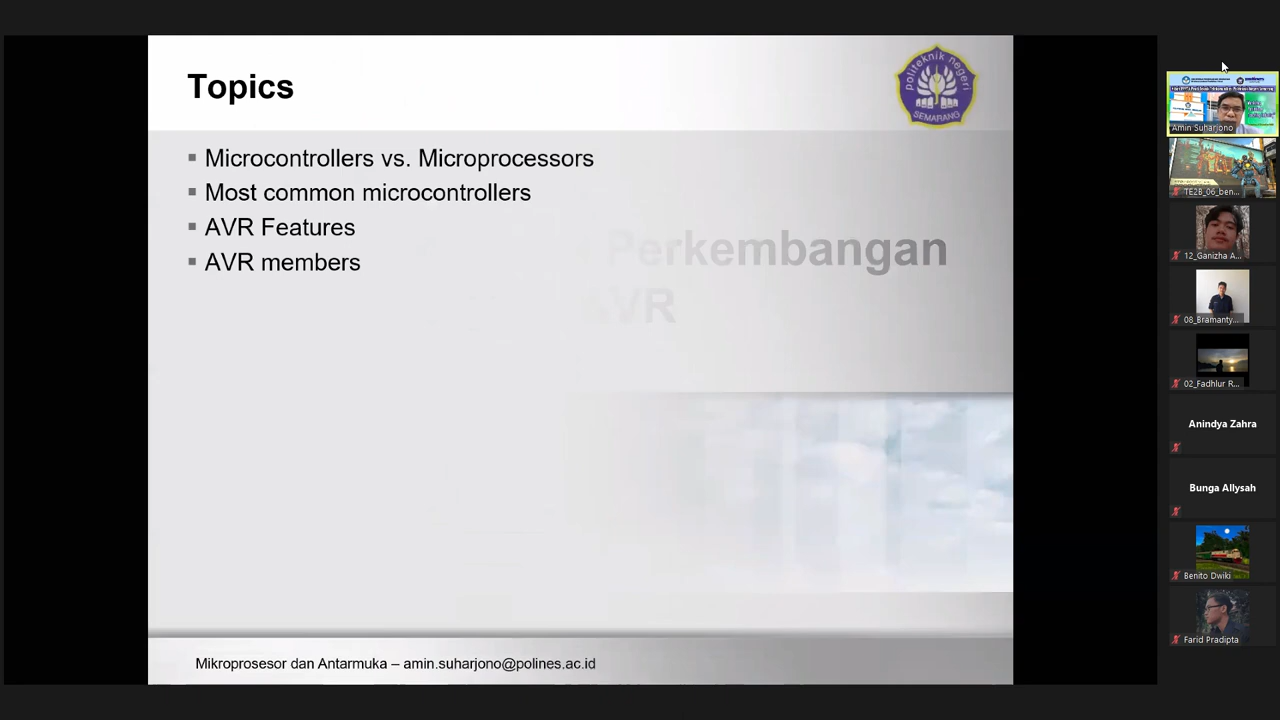 Topics
politeknik negeri
SEMARANG
Microcontrollers vs. Microprocessors
Most common microcontrollers
AVR Features
AVR members
Perkembangan
AVR
Mikroprosesor dan Antarmuka – amin.suharjono@polines.ac.id
Amin Suharjono
TE2B_06_ben...
12_Ganizha A...
08_Bramanty...
02_Fadhlur R...
Anindya Zahra
Bunga Allysah
Benito Dwiki
Farid Pradipta